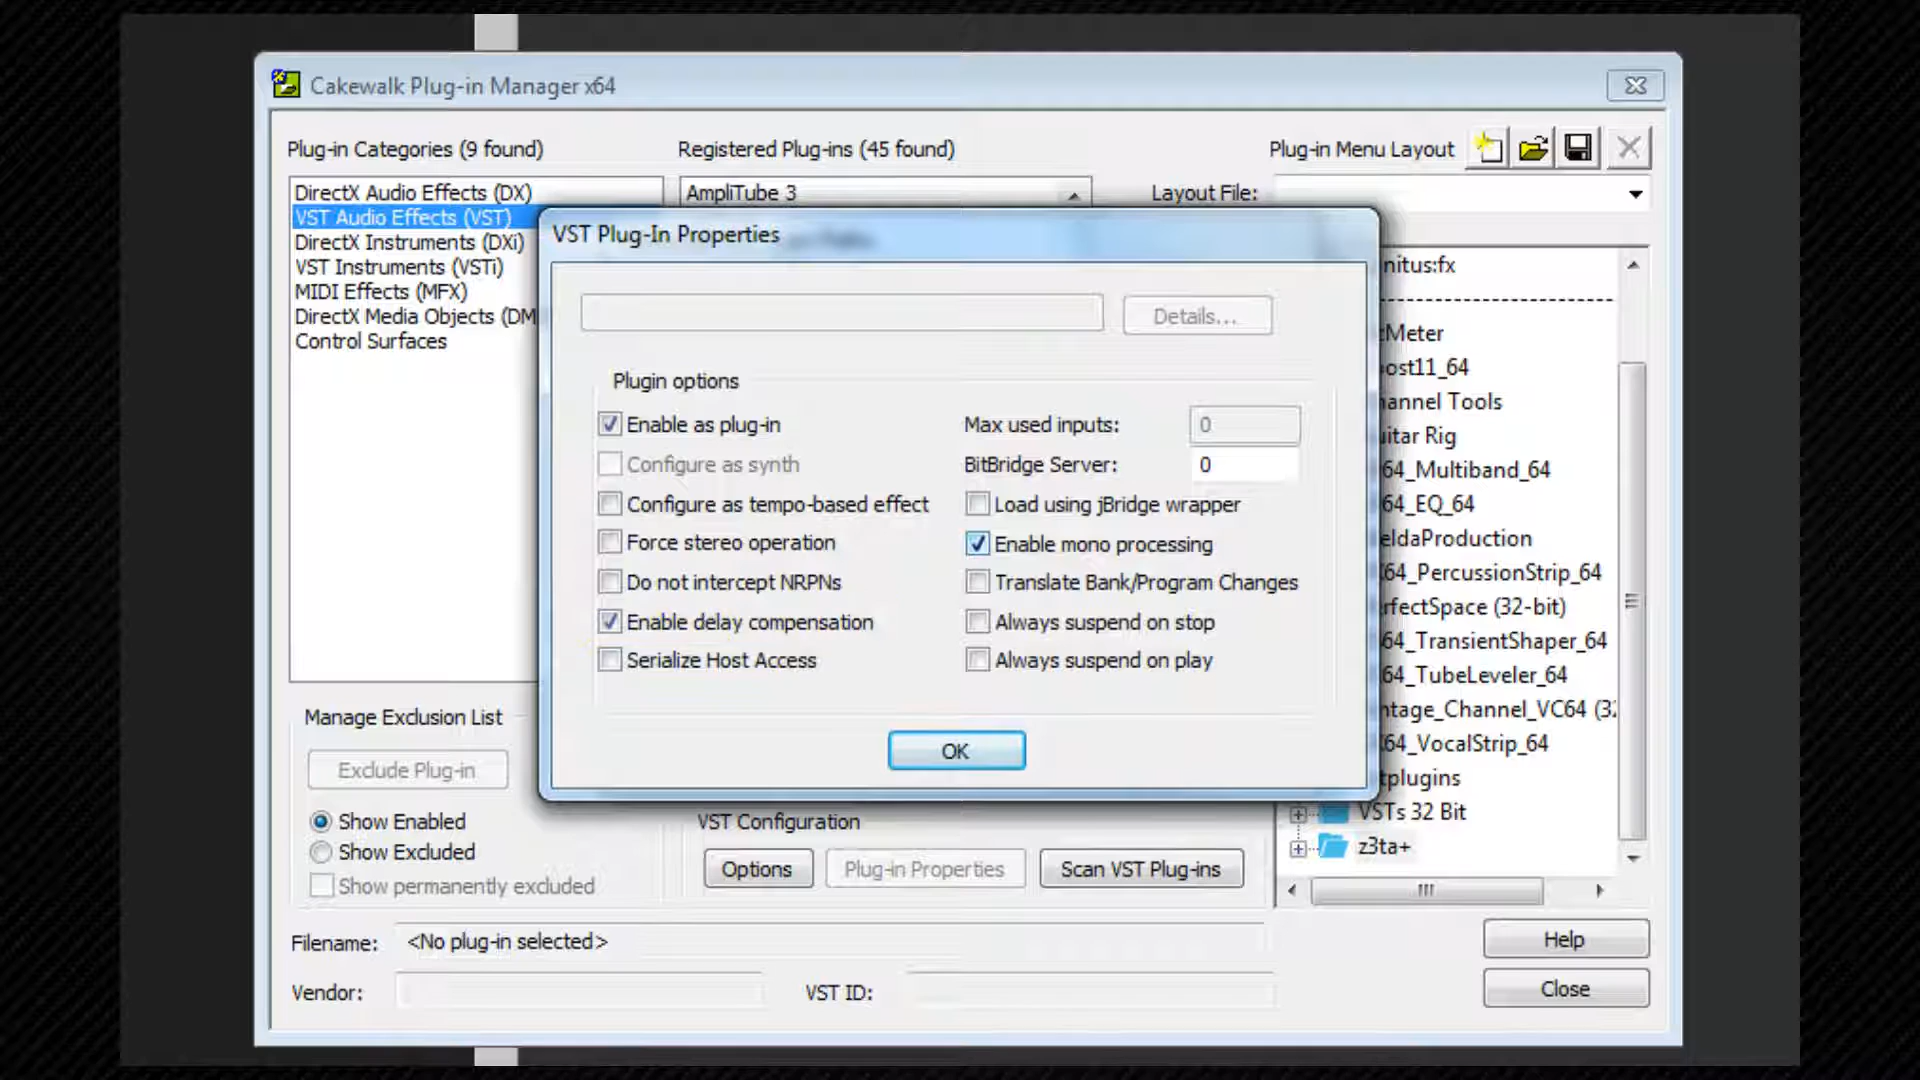 Cakewalk Plug-in Manager x64
Plug-in Categories (9 found)
Registered Plug-ins (45 found)
Plug-in Menu Layout
DirectX Audio Effects (DX)
VST Audio Effects (VST)
DirectX Instruments (DXi)
VST Instruments (VSTi)
MIDI Effects (MFX)
DirectX Media Objects (DM
Control Surfaces
AmpliTube 3
Layout File:
VST Plug-In Properties
Details...
Plugin options
Enable as plug-in
Configure as synth
Configure as tempo-based effect
Force stereo operation
Do not intercept NRPNs
Enable delay compensation
Serialize Host Access
Max used inputs: 0
BitBridge Server: 0
Load using jBridge wrapper
Enable mono processing
Translate Bank/Program Changes
Always suspend on stop
Always suspend on play
OK
nitus:fx
Meter
ost11_64
annel Tools
uitar Rig
64_Multiband_64
64_EQ_64
eldaProduction
64_PercussionStrip_64
rfectSpace (32-bit)
64_TransientShaper_64
64_TubeLeveler_64
ntage_Channel_VC64 (32
64_VocalStrip_64
tplugins
VSTs 32 Bit
z3ta+
Manage Exclusion List
Exclude Plug-in
Show Enabled
Show Excluded
Show permanently excluded
VST Configuration
Options
Plug-in Properties
Scan VST Plug-ins
Filename: <No plug-in selected>
Vendor:
VST ID:
Help
Close